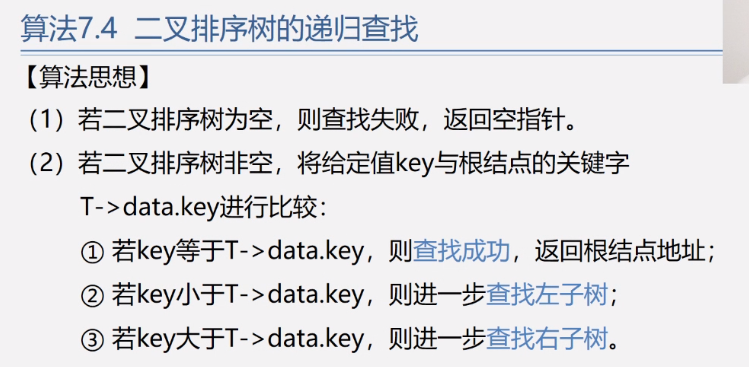 算法7.4 二叉排序树的递归查找
【算法思想】
（1）若二叉排序树为空，则查找失败，返回空指针。
（2）若二叉排序树非空，将给定值key与根结点的关键字
T->data.key进行比较：
① 若key等于T->data.key，则查找成功，返回根结点地址；
② 若key小于T->data.key，则进一步查找左子树；
③ 若key大于T->data.key，则进一步查找右子树。